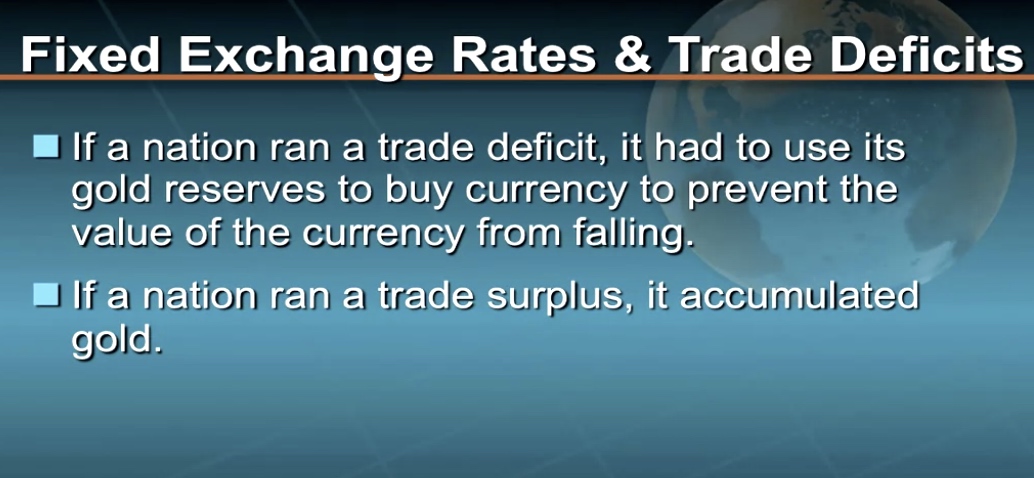 Fixed Exchange Rates & Trade Deficits
If a nation ran a trade deficit, it had to use its
gold reserves to buy currency to prevent the
value of the currency from falling.
If a nation ran a trade surplus, it accumulated
gold.